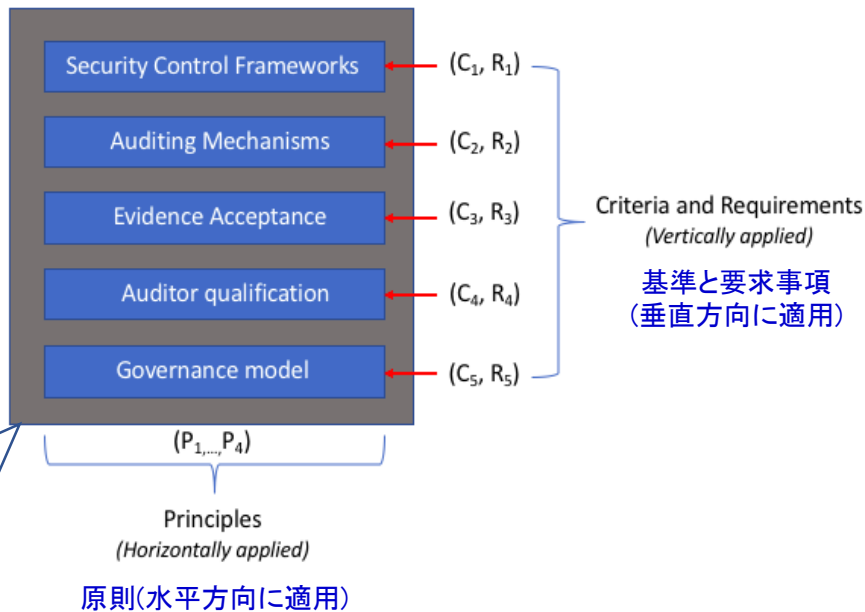 Security Control Frameworks
(C₁, R₁)
Auditing Mechanisms
(C₂, R₂)
Evidence Acceptance
(C₃, R₃)
Auditor qualification
(C₄, R₄)
Governance model
(C₅, R₅)
Criteria and Requirements
(Vertically applied)
基準と要求事項
(垂直方向に適用)
(P₁,...,P₄)
Principles
(Horizontally applied)
原則(水平方向に適用)